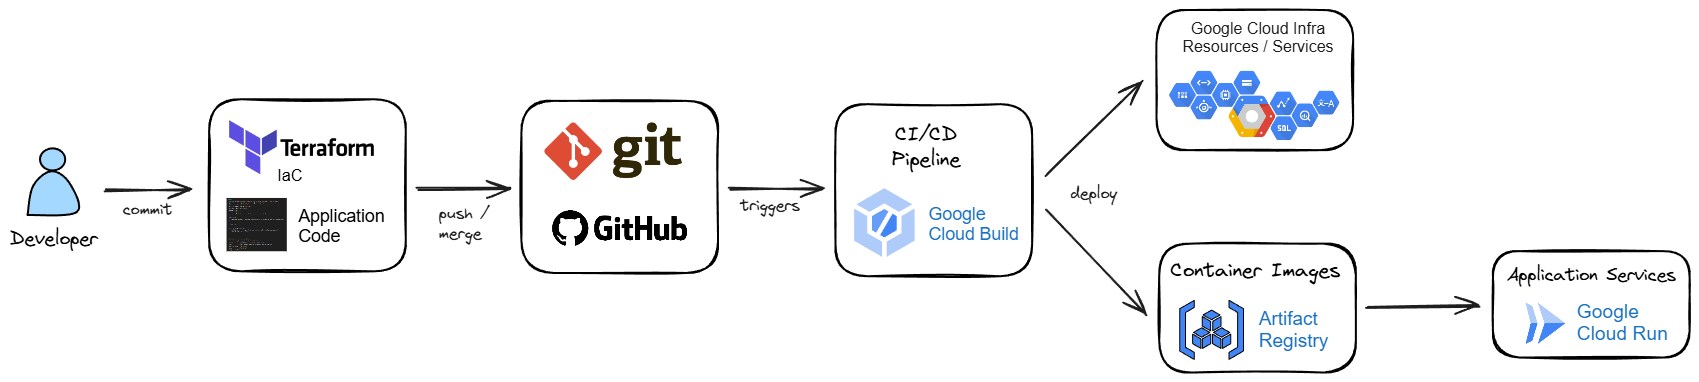 Developer
commit
Terraform
IaC
Application
Code
push /
merge
git
GitHub
triggers
CI/CD
Pipeline
Google
Cloud Build
deploy
Google Cloud Infra
Resources / Services
SQL
Container Images
Artifact
Registry
Application Services
Google
Cloud Run